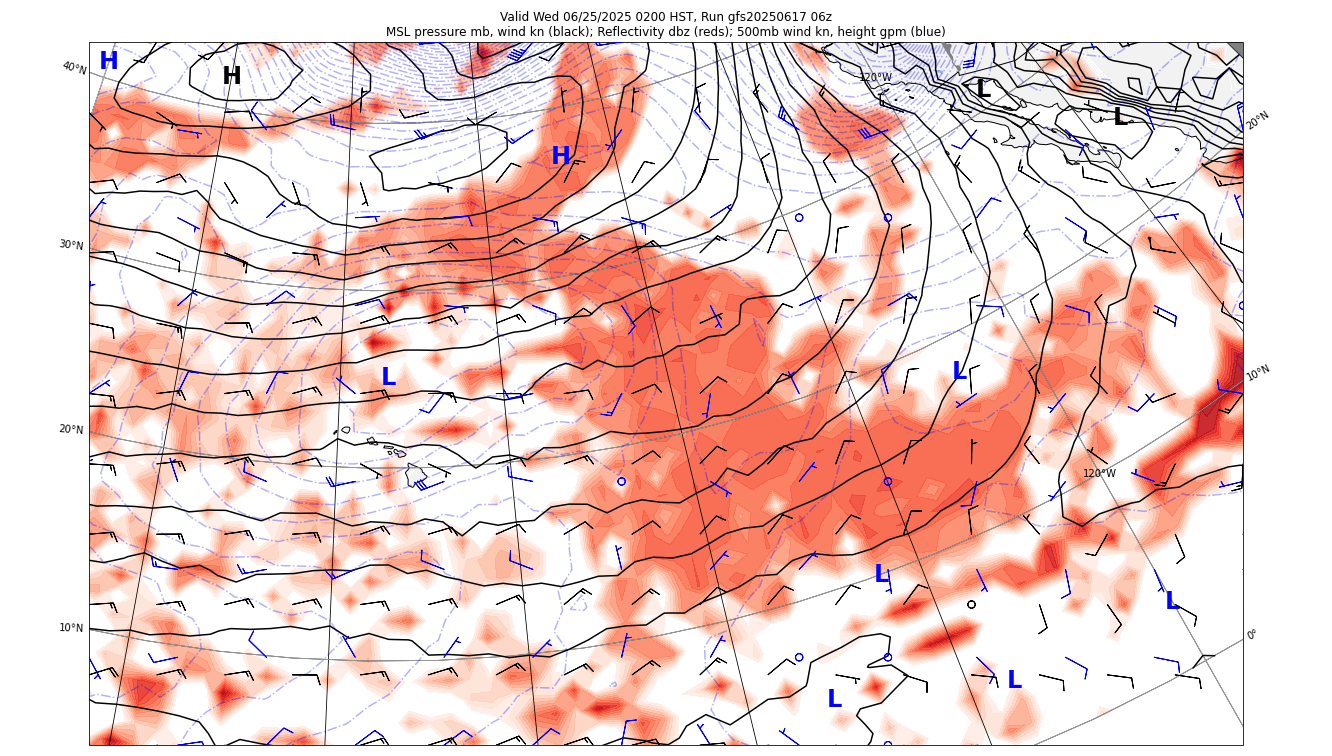 Valid Wed 06/25/2025 0200 HST, Run gfs20250617 06z
MSL pressure mb, wind kn (black); Reflectivity dbz (reds); 500mb wind kn, height gpm (blue)
H
H
40°N
120°W
L
L
20°N
H
30°N
L
L
10°N
20°N
120°W
L
L
10°N
0°
L
L